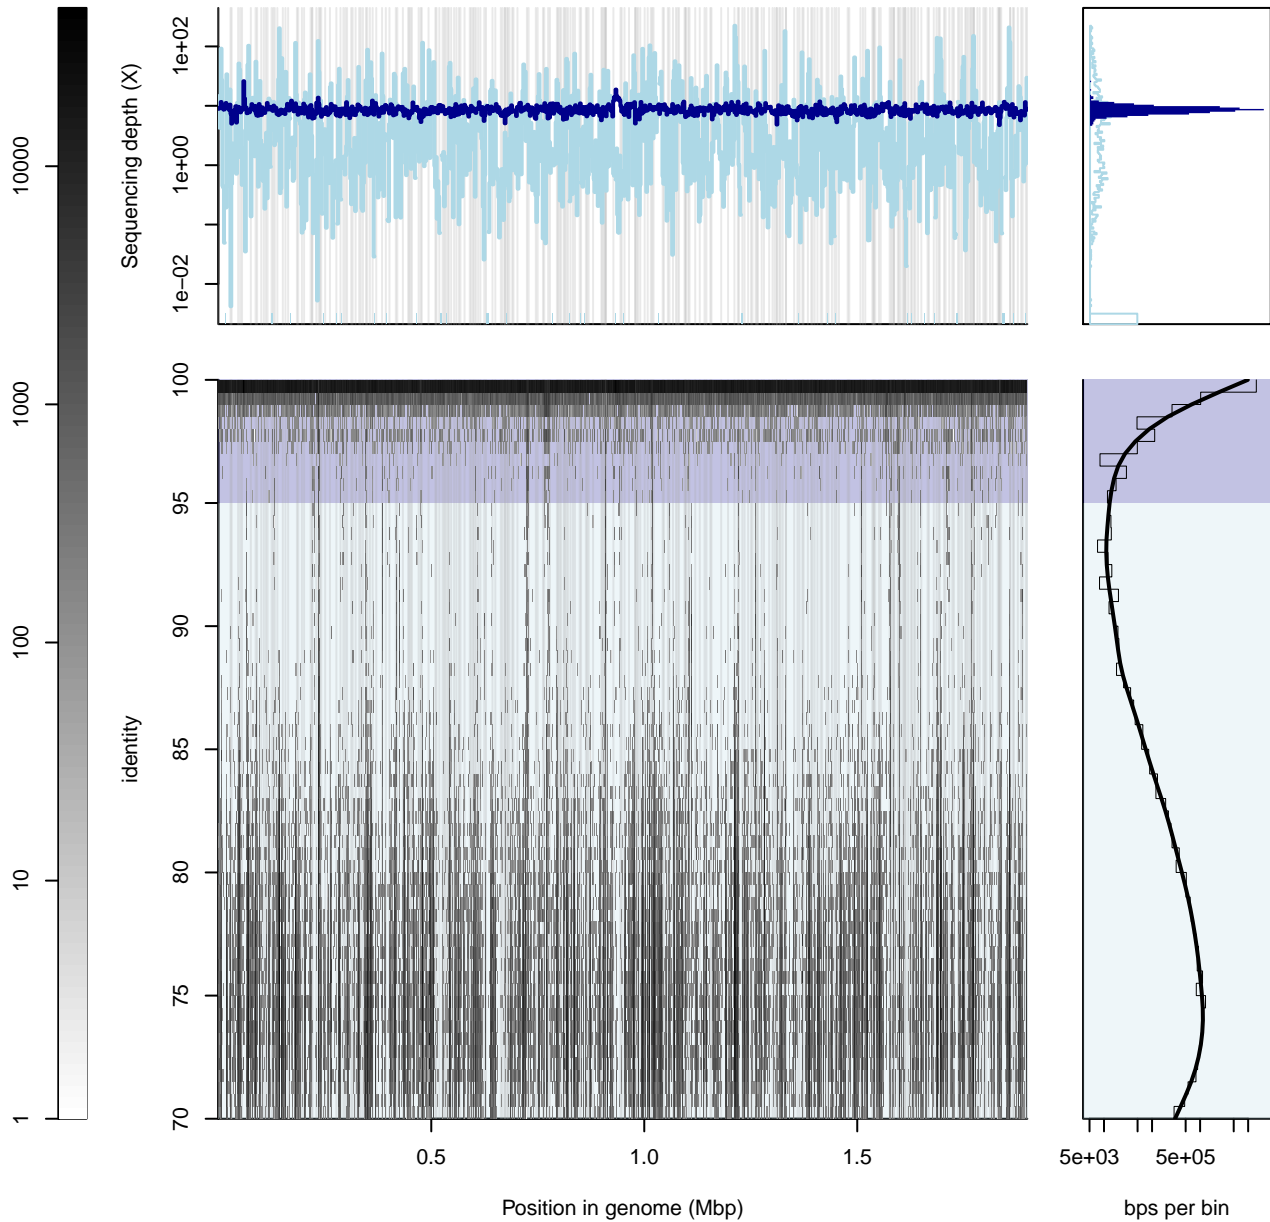 10000
1000
100
10
1
Sequencing depth (X)
1e+02
1e+00
1e-02
identity
100
95
90
85
80
75
70
0.5
1.0
1.5
Position in genome (Mbp)
5e+03
5e+05
bps per bin